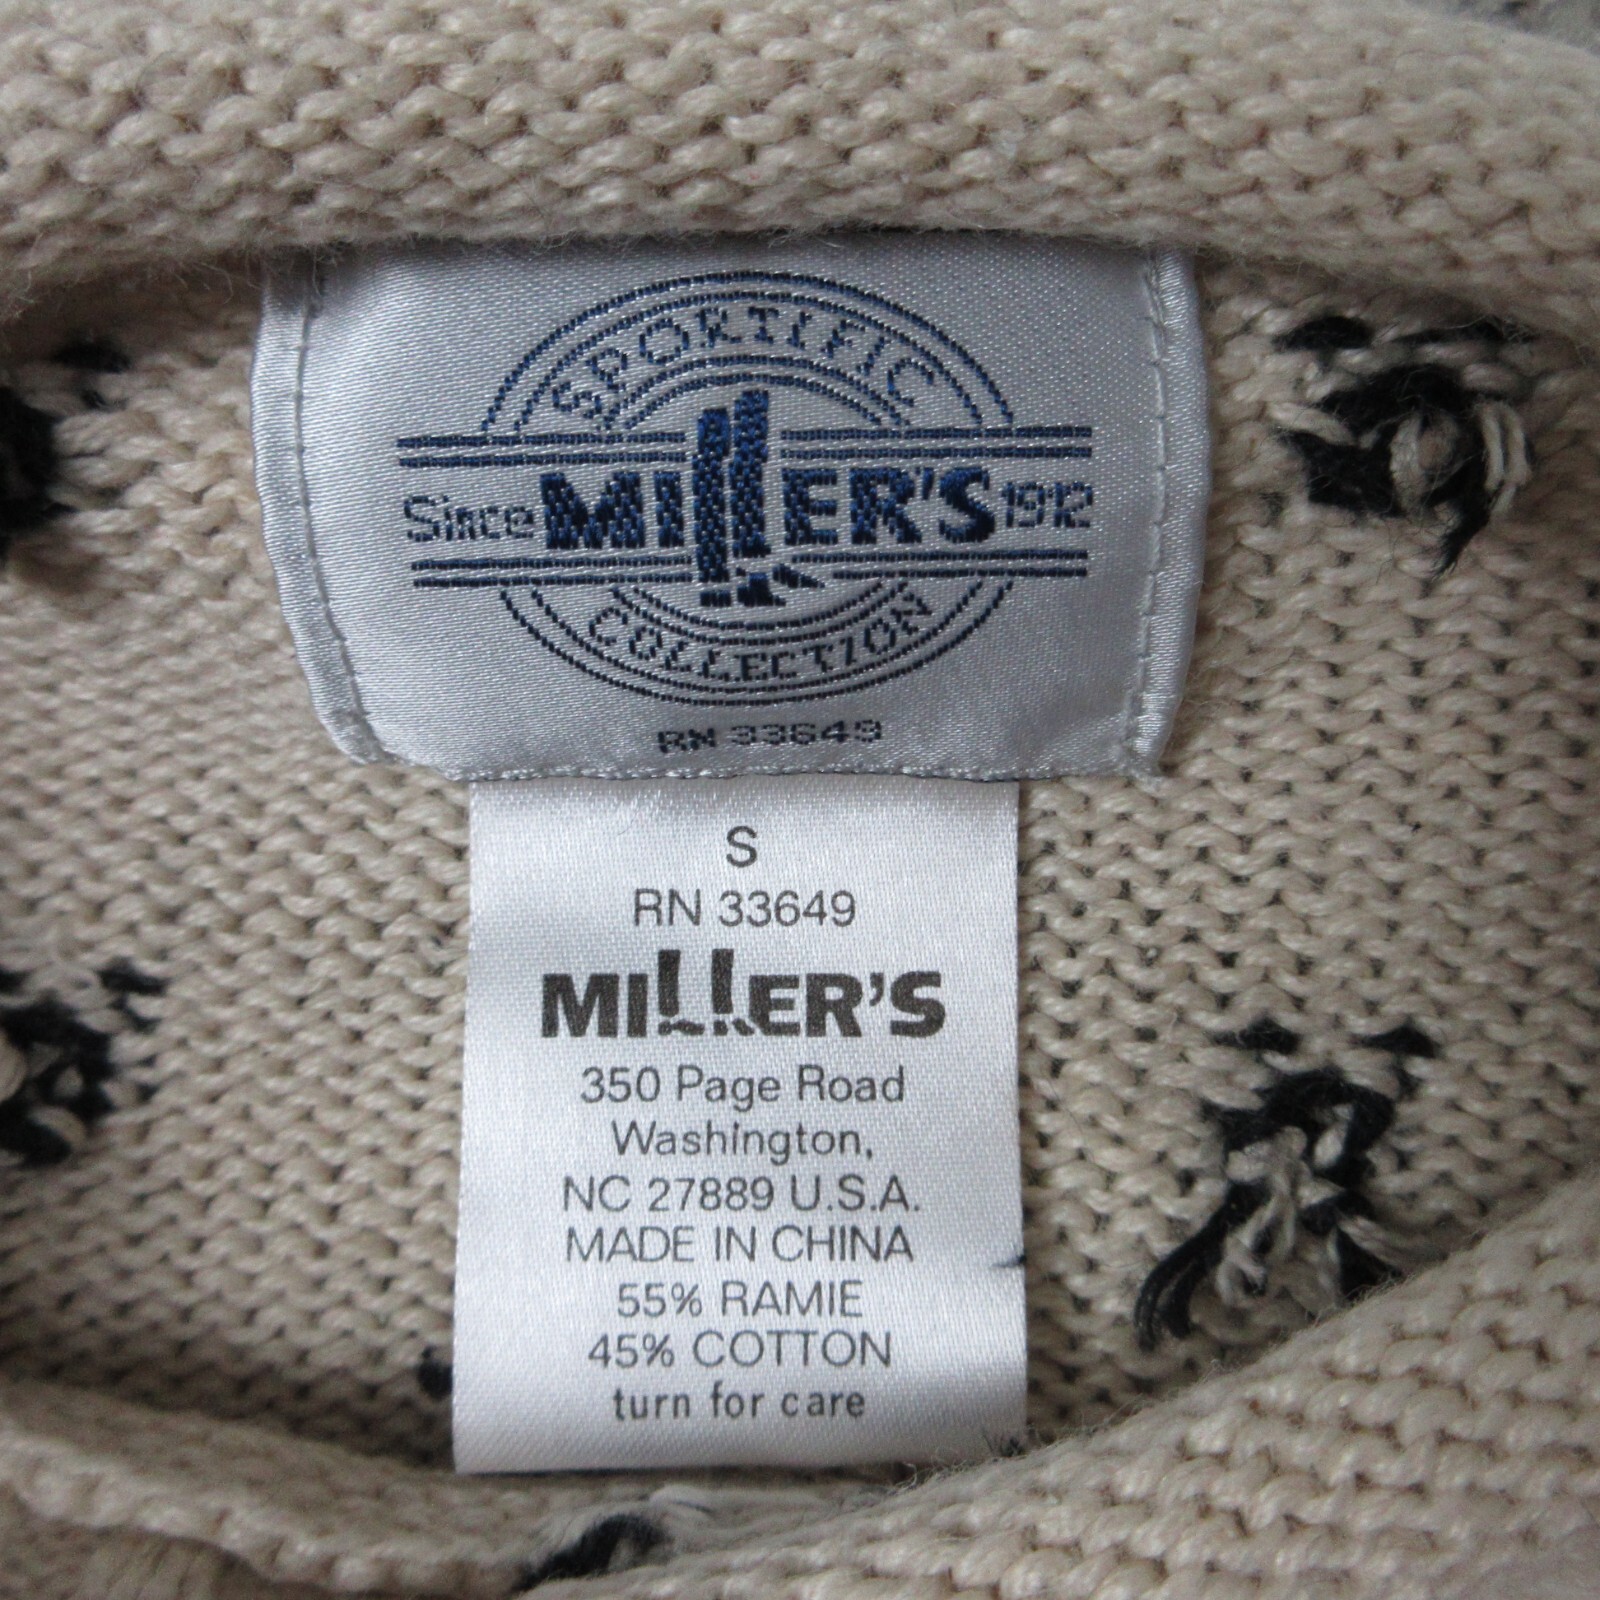 SPORTIFIC
Since MILLER'S 1912
COLLECTION
RN 33649
S
RN 33649
MILLER'S
350 Page Road
Washington,
NC 27889 U.S.A.
MADE IN CHINA
55% RAMIE
45% COTTON
turn for care